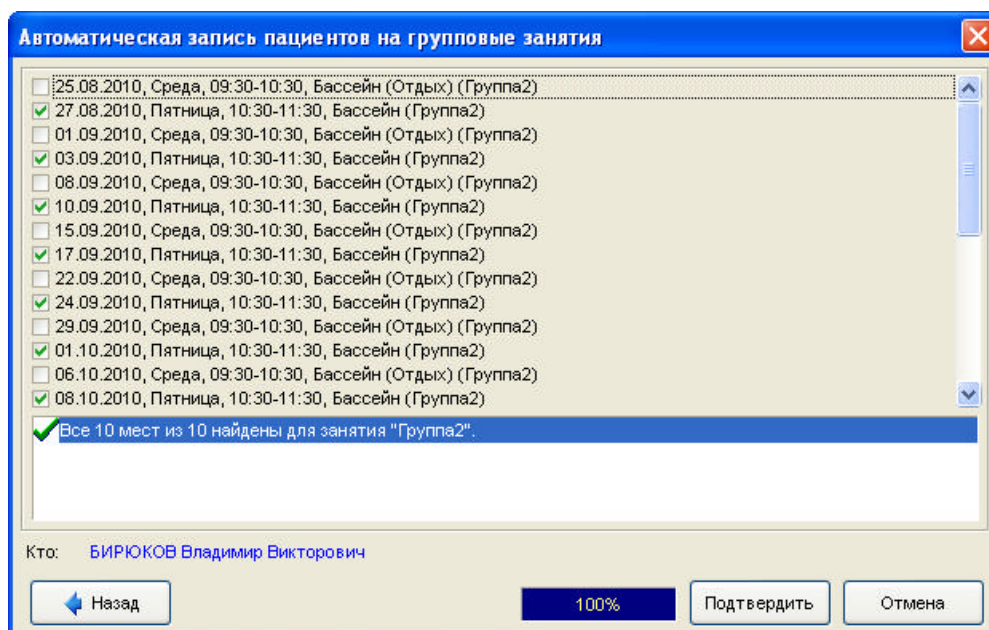 Автоматическая запись пациентов на групповые занятия
25.08.2010, Среда, 09:30-10:30, Бассейн (Отдых) (Группа2)
27.08.2010, Пятница, 10:30-11:30, Бассейн (Группа2)
01.09.2010, Среда, 09:30-10:30, Бассейн (Отдых) (Группа2)
03.09.2010, Пятница, 10:30-11:30, Бассейн (Группа2)
08.09.2010, Среда, 09:30-10:30, Бассейн (Отдых) (Группа2)
10.09.2010, Пятница, 10:30-11:30, Бассейн (Группа2)
15.09.2010, Среда, 09:30-10:30, Бассейн (Отдых) (Группа2)
17.09.2010, Пятница, 10:30-11:30, Бассейн (Группа2)
22.09.2010, Среда, 09:30-10:30, Бассейн (Отдых) (Группа2)
24.09.2010, Пятница, 10:30-11:30, Бассейн (Группа2)
29.09.2010, Среда, 09:30-10:30, Бассейн (Отдых) (Группа2)
01.10.2010, Пятница, 10:30-11:30, Бассейн (Группа2)
06.10.2010, Среда, 09:30-10:30, Бассейн (Отдых) (Группа2)
08.10.2010, Пятница, 10:30-11:30, Бассейн (Группа2)
Все 10 мест из 10 найдены для занятия "Группа2".
Кто: БИРЮКОВ Владимир Викторович
Назад 100% Подтвердить Отмена